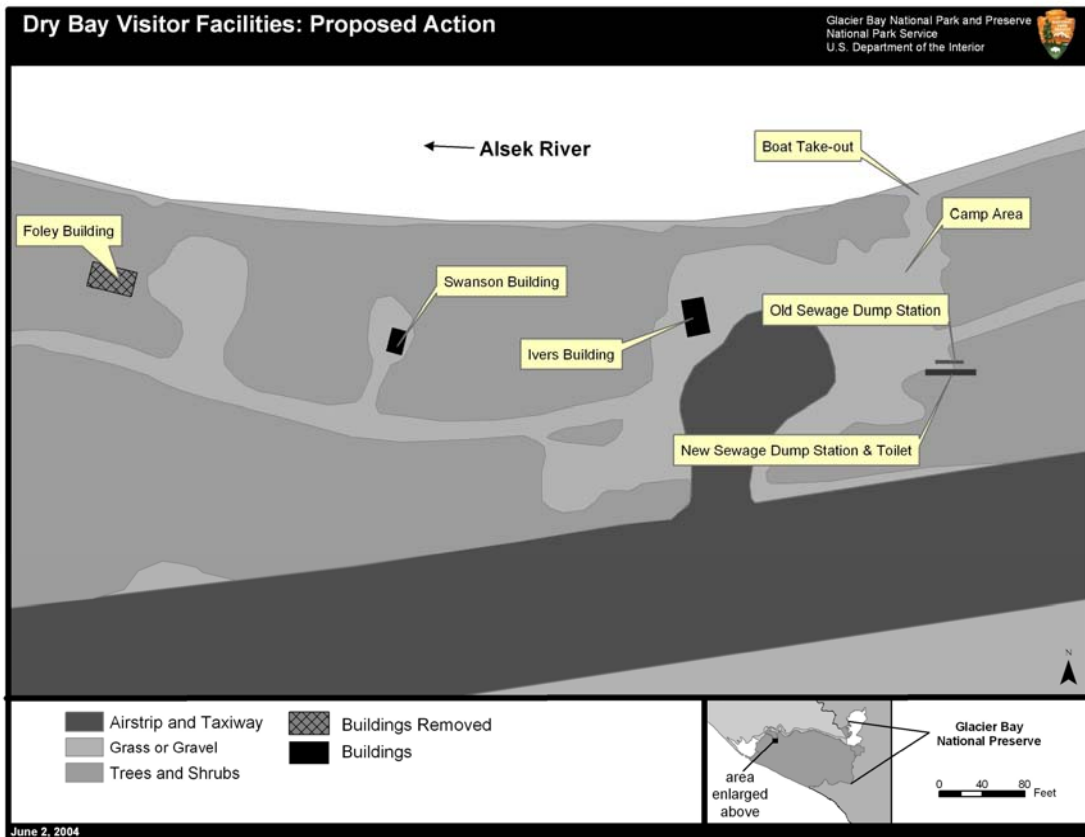 Dry Bay Visitor Facilities: Proposed Action
Glacier Bay National Park and Preserve
National Park Service
U.S. Department of the Interior
Alsek River
Boat Take-out
Camp Area
Foley Building
Swanson Building
Old Sewage Dump Station
Ivers Building
New Sewage Dump Station & Toilet
N
Airstrip and Taxiway
Grass or Gravel
Trees and Shrubs
Buildings Removed
Buildings
area
enlarged
above
Glacier Bay
National Preserve
0 40 80
Feet
June 2, 2004